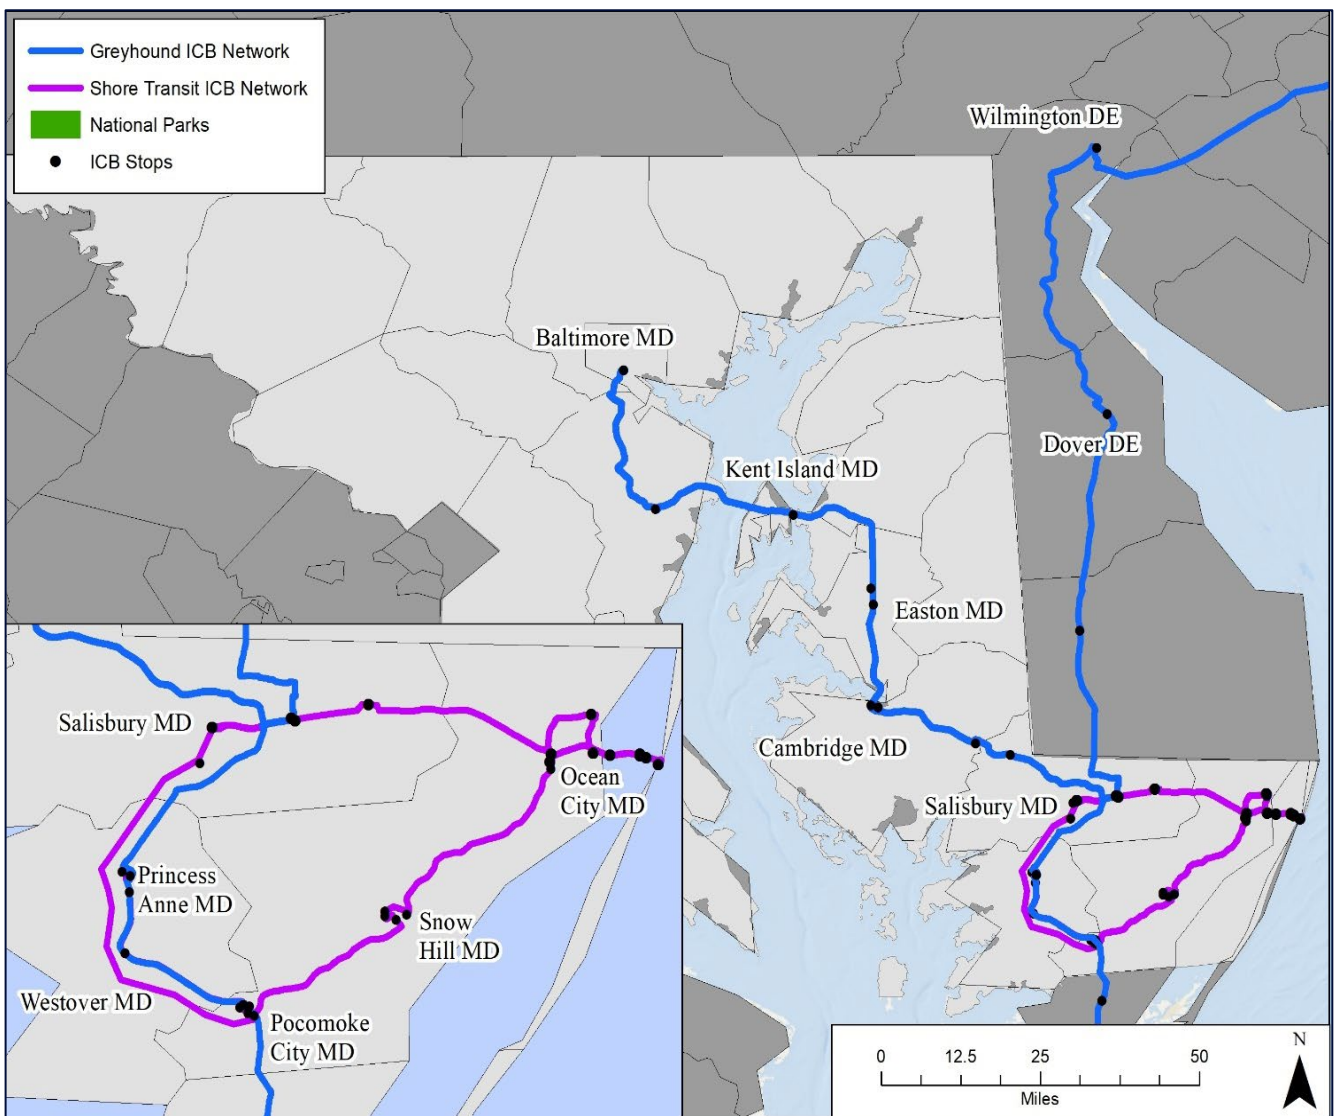 Greyhound ICB Network
Shore Transit ICB Network
National Parks
ICB Stops
Wilmington DE
Baltimore MD
Dover DE
Kent Island MD
Easton MD
Cambridge MD
Salisbury MD
Salisbury MD
Ocean
City MD
Princess
Anne MD
Snow
Hill MD
Westover MD
Pocomoke
City MD
0 12.5 25 50
Miles
N